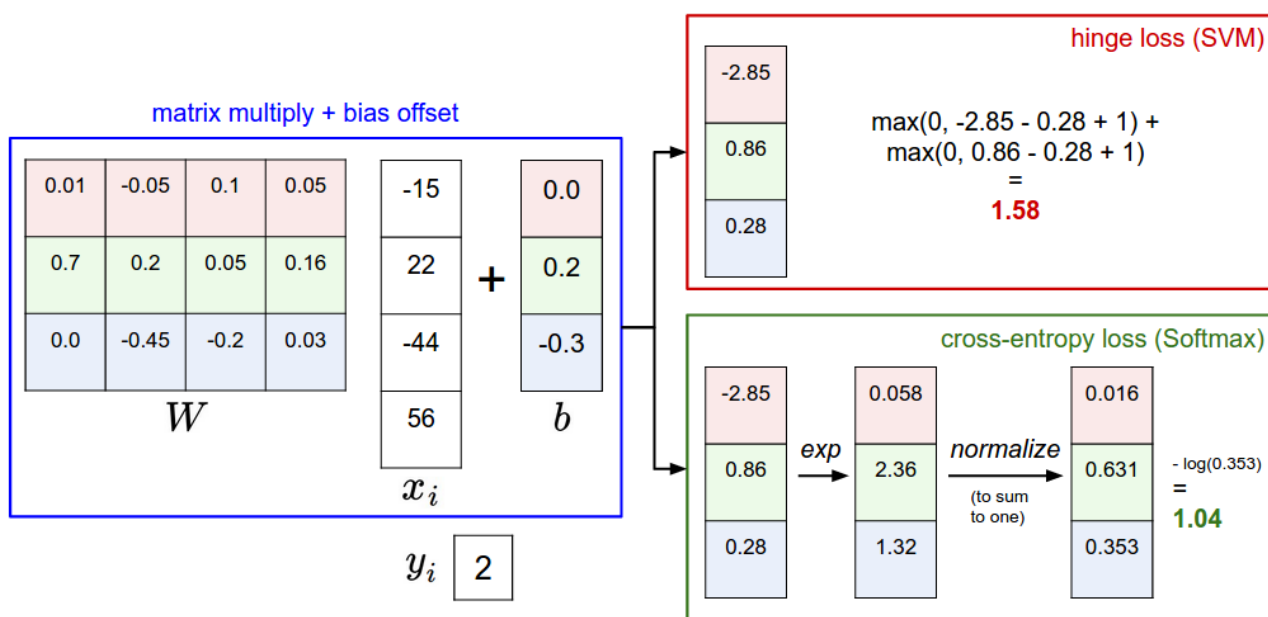 matrix multiply + bias offset
0.01 -0.05 0.1 0.05
0.7 0.2 0.05 0.16
0.0 -0.45 -0.2 0.03
W
-15
22
-44
56
x_i
+
0.0
0.2
-0.3
b
y_i 2
hinge loss (SVM)
-2.85
0.86
0.28
max(0, -2.85 - 0.28 + 1) +
max(0, 0.86 - 0.28 + 1)
=
1.58
cross-entropy loss (Softmax)
-2.85
0.86
0.28
exp
0.058
2.36
1.32
normalize
(to sum
to one)
0.016
0.631
0.353
- log(0.353)
=
1.04